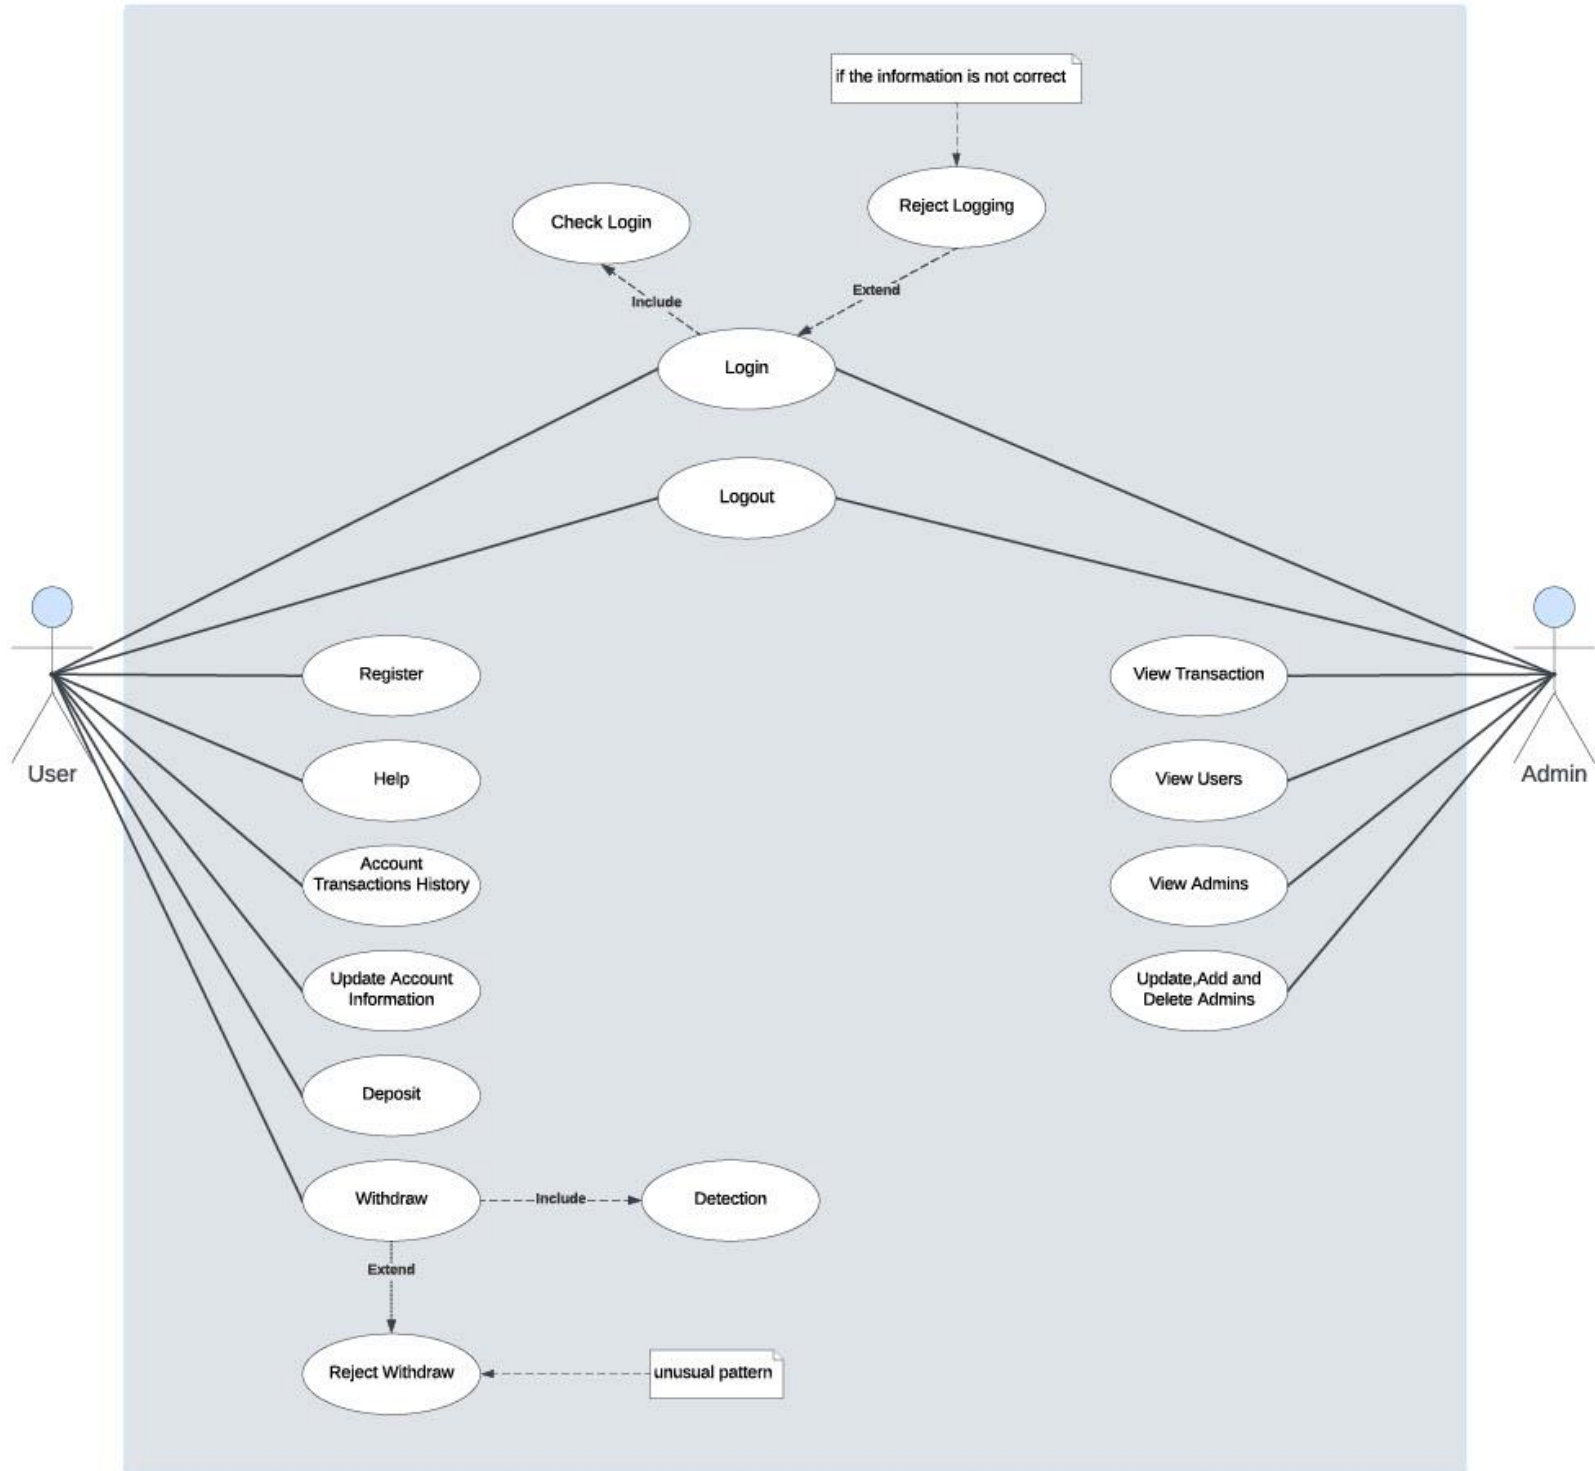 if the information is not correct
Reject Logging
Check Login
Extend
Include
Login
Logout
Register
View Transaction
User
Help
View Users
Admin
Account
Transactions History
View Admins
Update Account
Information
Update,Add and
Delete Admins
Deposit
Withdraw
Include
Detection
Extend
Reject Withdraw
unusual pattern